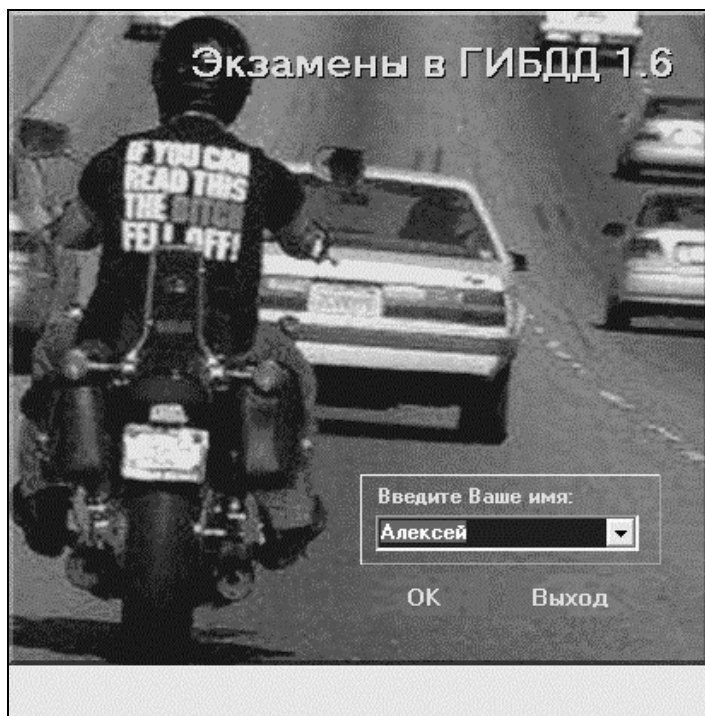 Экзамены в ГИБДД 1.6
IF YOU CAN
READ THIS
THE BITCH
FELL OFF!
Введите Ваше имя:
Алексей
OK
Выход